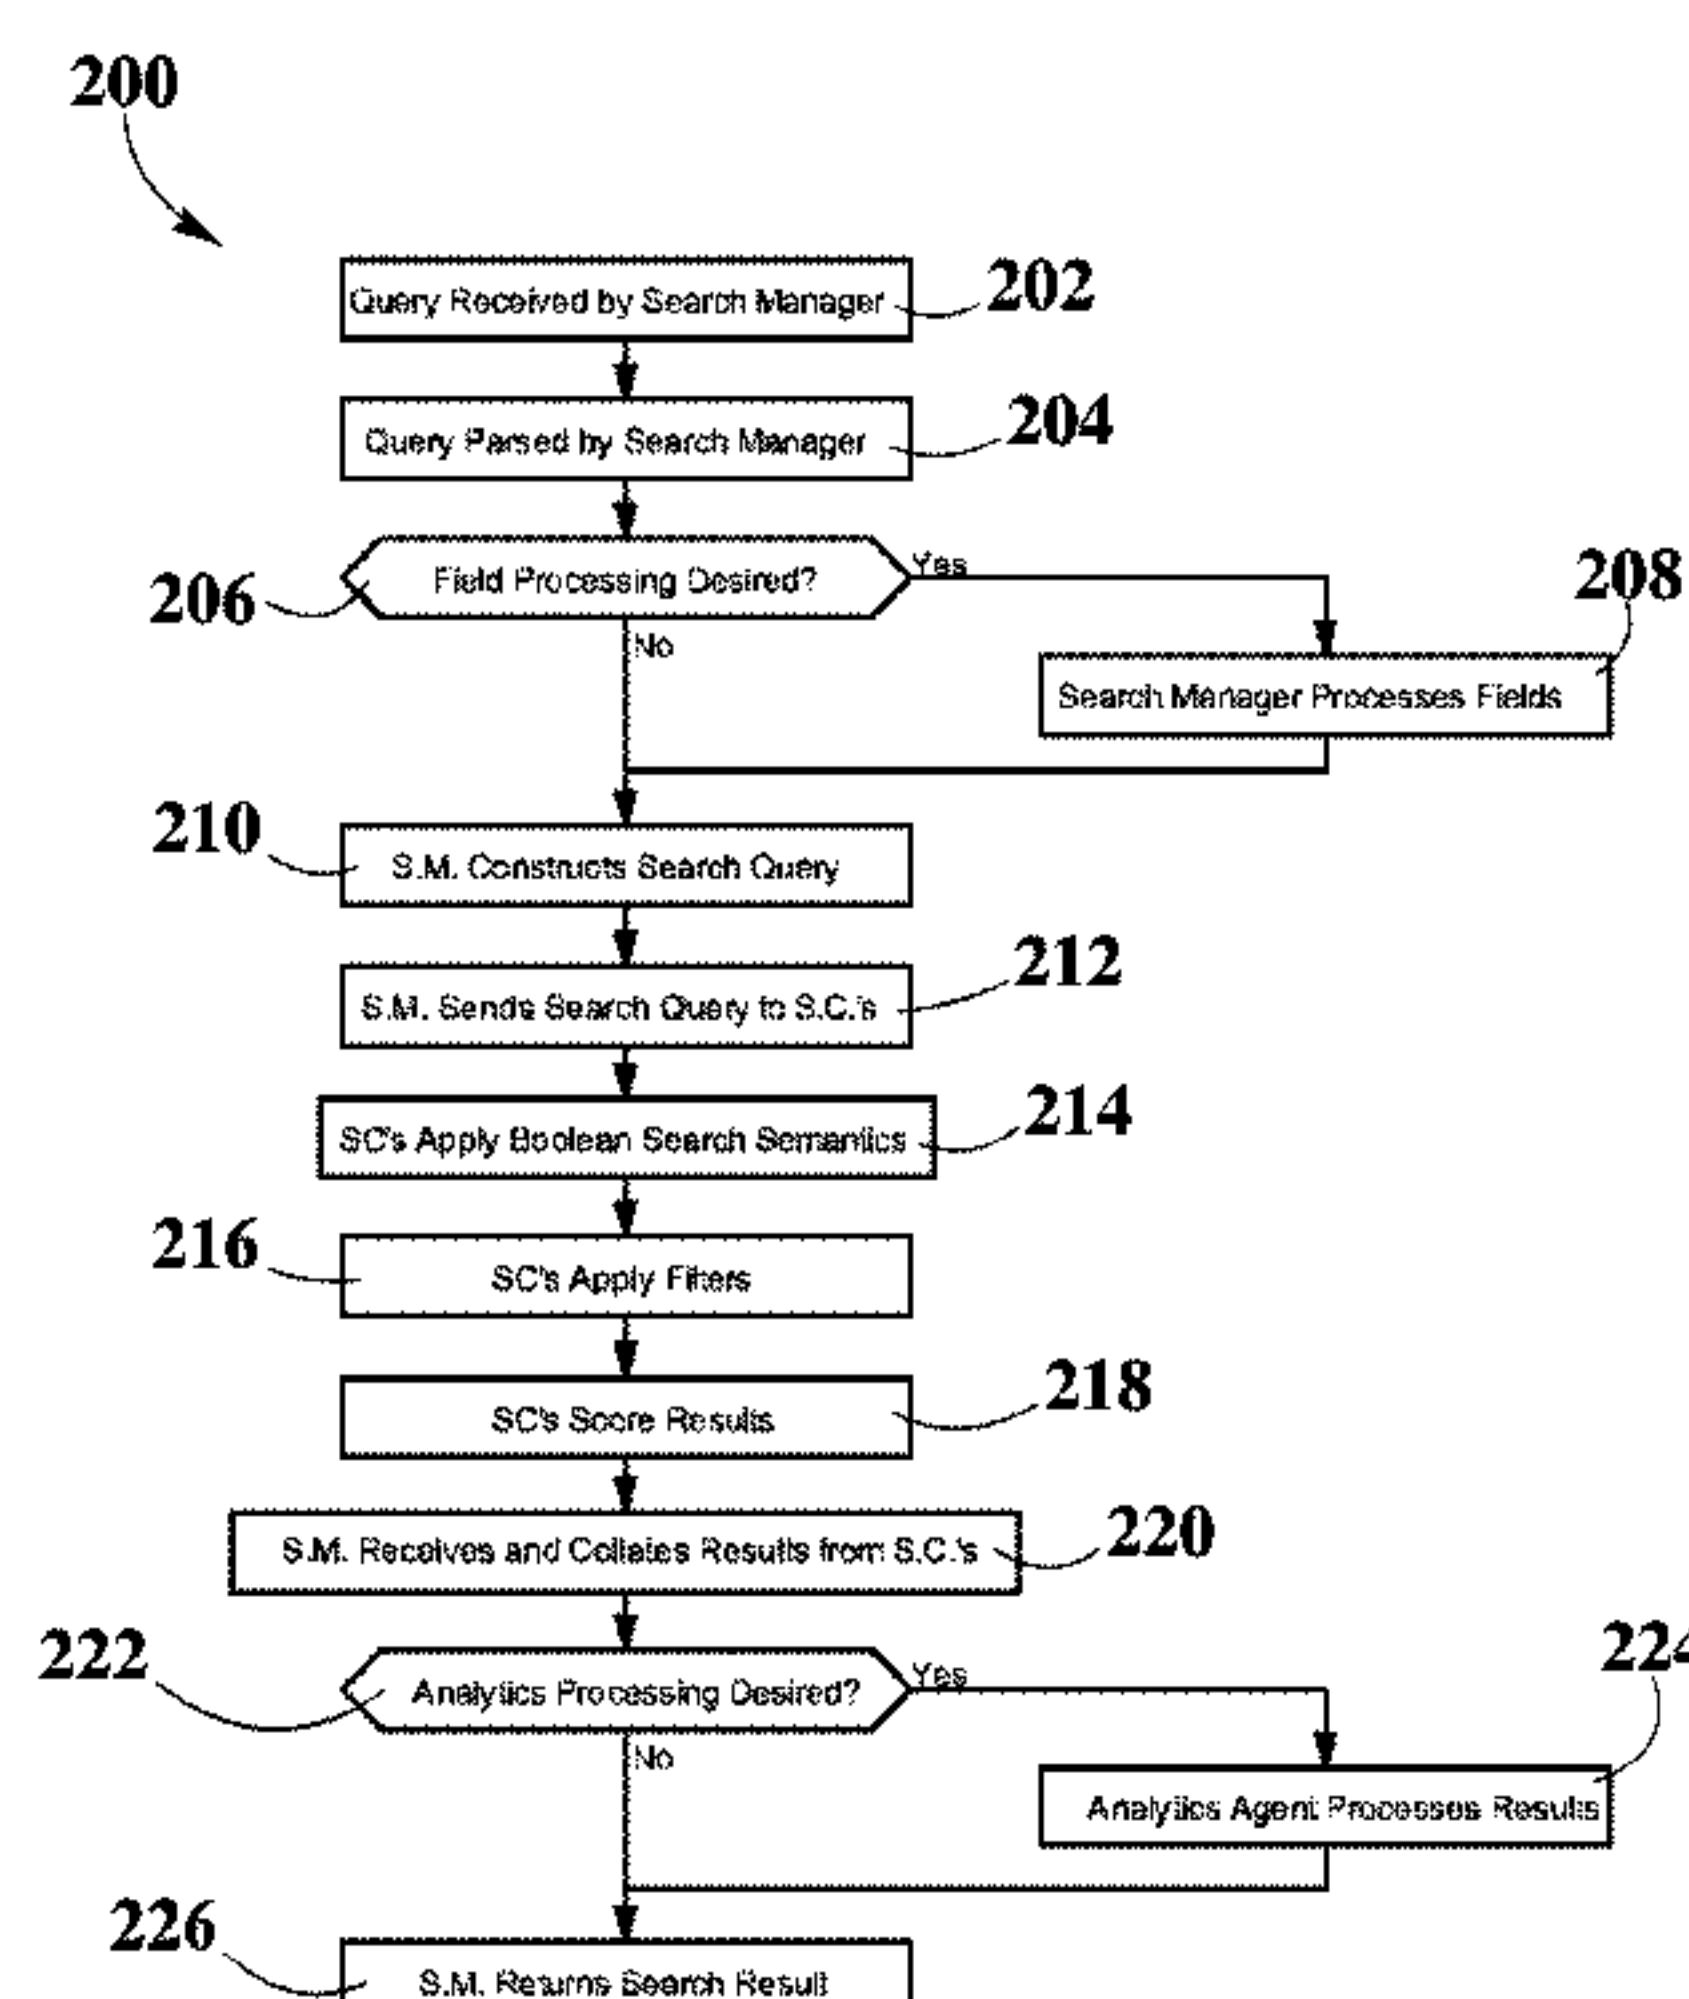 200
Query Received by Search Manager
202
Query Parsed by Search Manager
204
206
Field Processing Desired?
Yes
208
No
Search Manager Processes Fields
210
S.M. Constructs Search Query
212
S.M. Sends Search Query to S.C.'s
214
SC's Apply Boolean Search Semantics
216
SC's Apply Filters
218
SC's Score Results
220
S.M. Receives and Collates Results from S.C.'s
222
Analytics Processing Desired?
Yes
224
No
Analytics Agent Processes Results
226
S.M. Returns Search Result